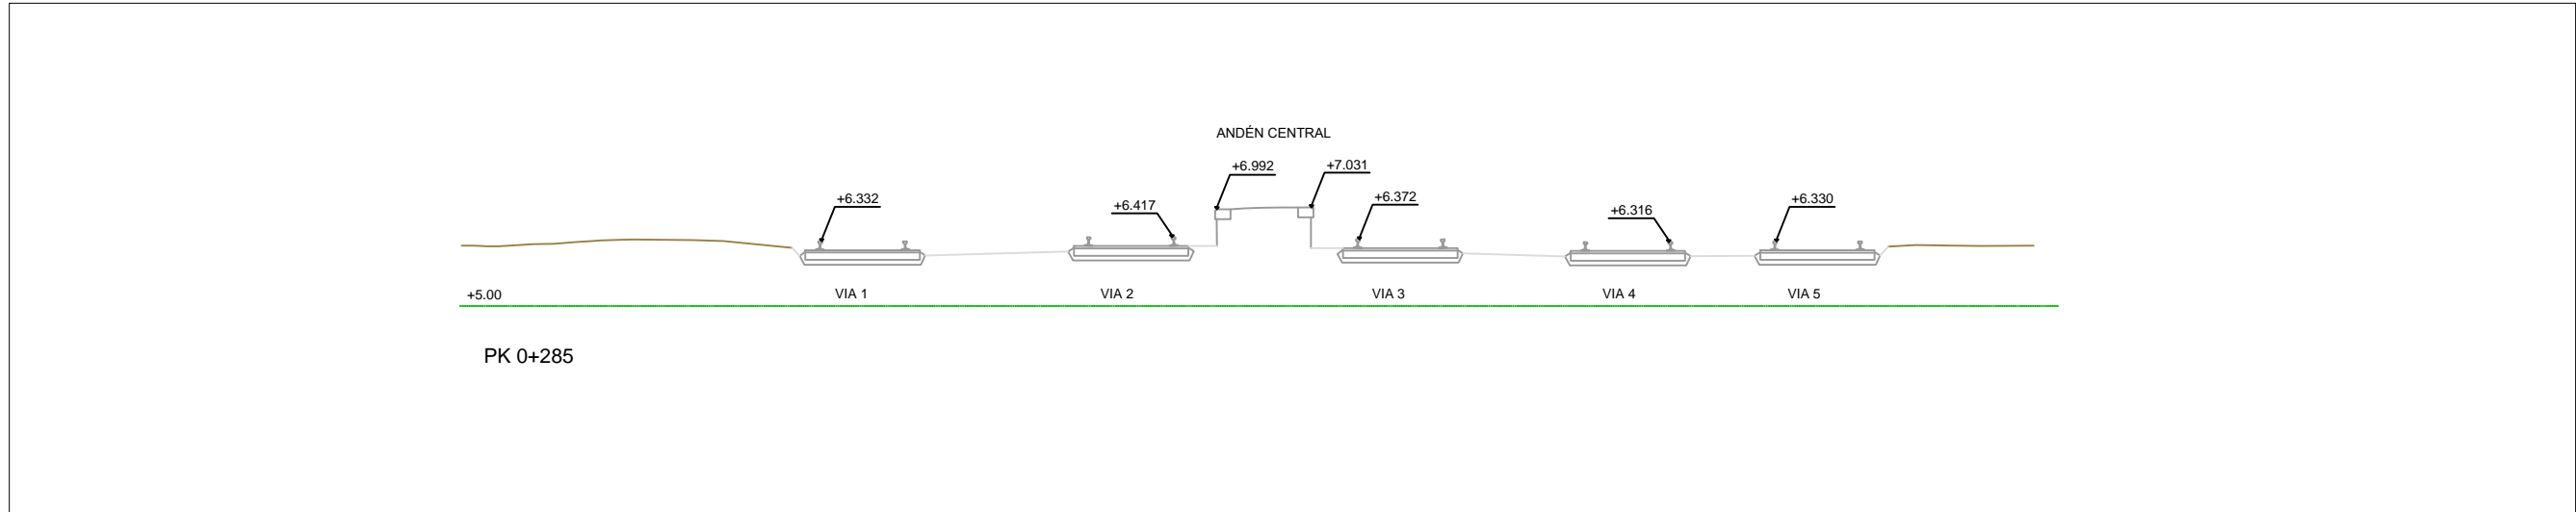 ANDÉN CENTRAL
+6.992
+7.031
+6.332
+6.417
+6.372
+6.316
+6.330
+5.00
VIA 1
VIA 2
VIA 3
VIA 4
VIA 5
PK 0+285